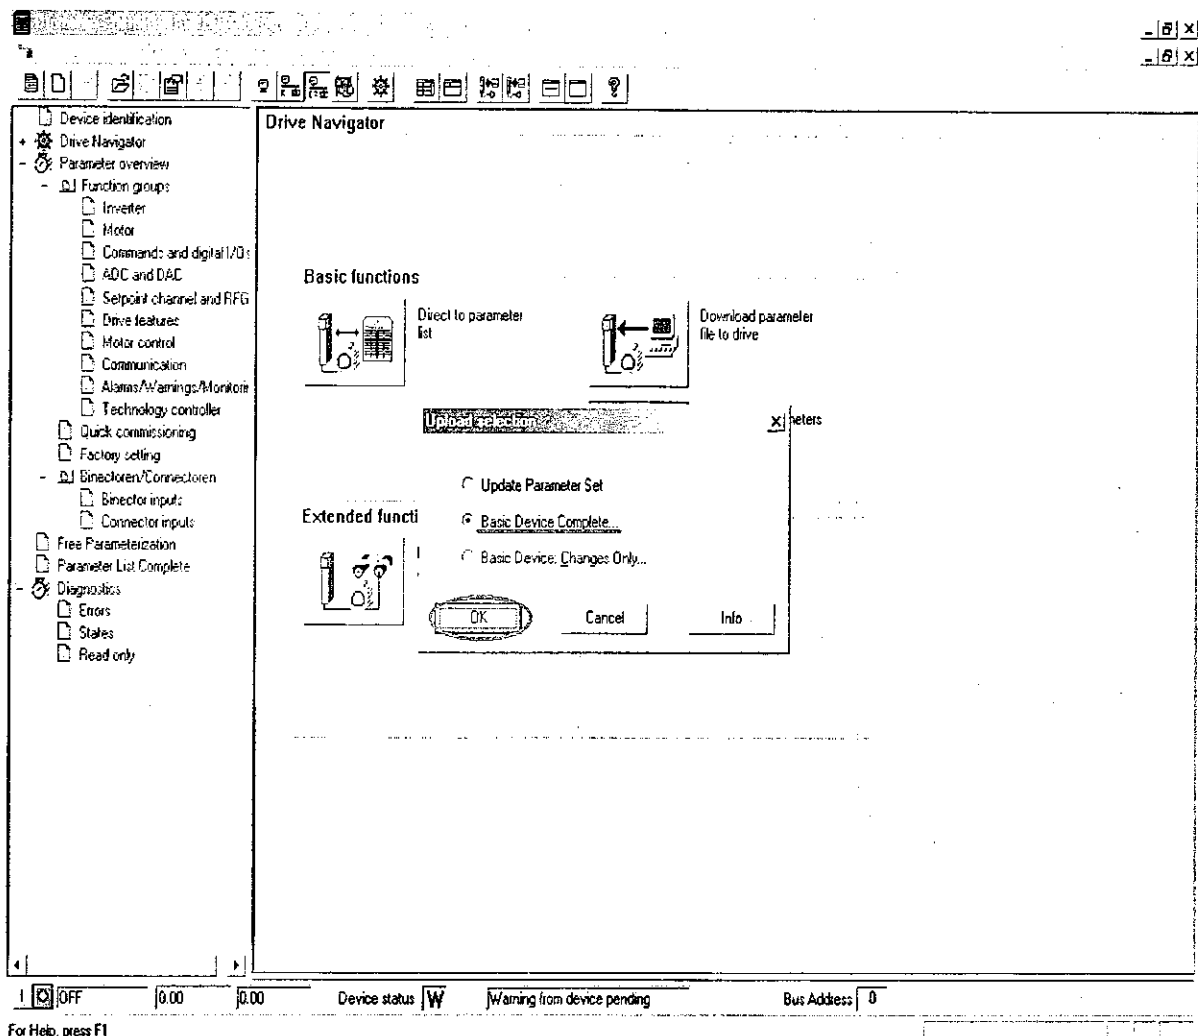 Device identification
Drive Navigator
Parameter overview
Function groups
Inverter
Motor
Commands and digital I/O s
ADC and DAC
Setpoint channel and RFG
Drive features
Motor control
Communication
Alarms/Warnings/Monitorin
Technology controller
Quick commissioning
Factory setting
Binectoren/Connectoren
Binector inputs
Connector inputs
Free Parameterization
Parameter List Complete
Diagnostics
Errors
States
Read only
Drive Navigator
Basic functions
Direct to parameter
list
Download parameter
file to drive
Upload selection
meters
Update Parameter Set
Basic Device Complete...
Basic Device: Changes Only...
Extended functi
OK
Cancel
Info
I O OFF
0.00
0.00
Device status W
Warning from device pending
Bus Address 0
For Help, press F1